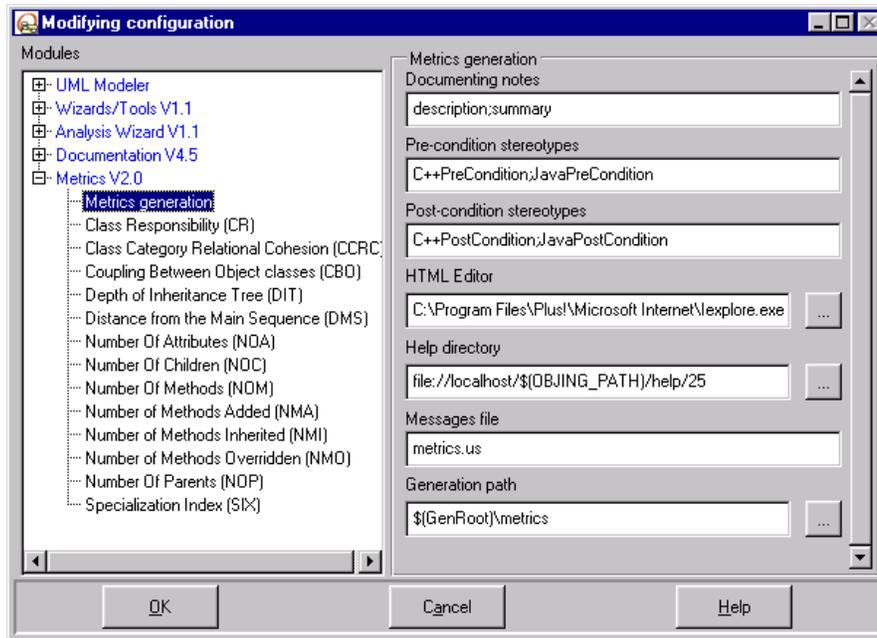 Modifying configuration
Modules
UML Modeler
Wizards/Tools V1.1
Analysis Wizard V1.1
Documentation V4.5
Metrics V2.0
Metrics generation
Class Responsibility (CR)
Class Category Relational Cohesion (CCRC)
Coupling Between Object classes (CBO)
Depth of Inheritance Tree (DIT)
Distance from the Main Sequence (DMS)
Number Of Attributes (NOA)
Number Of Children (NOC)
Number Of Methods (NOM)
Number of Methods Added (NMA)
Number of Methods Inherited (NMI)
Number of Methods Overridden (NMO)
Number Of Parents (NOP)
Specialization Index (SIX)
Metrics generation
Documenting notes
description;summary
Pre-condition stereotypes
C++PreCondition;JavaPreCondition
Post-condition stereotypes
C++PostCondition;JavaPostCondition
HTML Editor
C:\Program Files\Plus!\Microsoft Internet\Iexplore.exe
...
Help directory
file://localhost/$(OBJING_PATH)/help/25
...
Messages file
metrics.us
Generation path
$(GenRoot)\metrics
...
OK
Cancel
Help